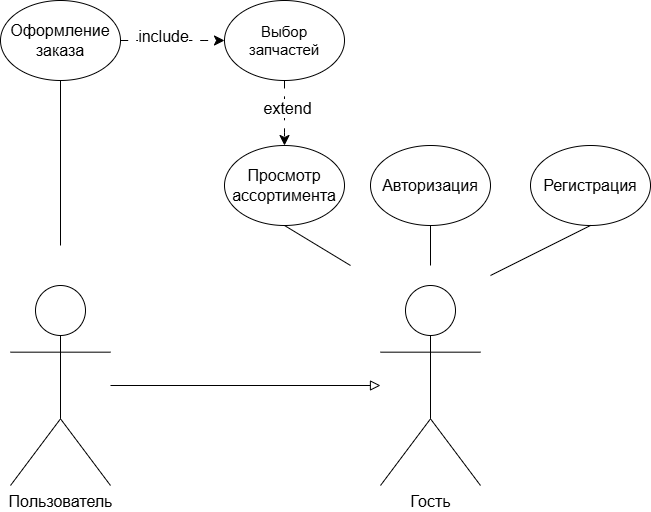 Оформление
заказа
include
Выбор
запчастей
extend
Просмотр
ассортимента
Авторизация
Регистрация
Пользователь
Гость